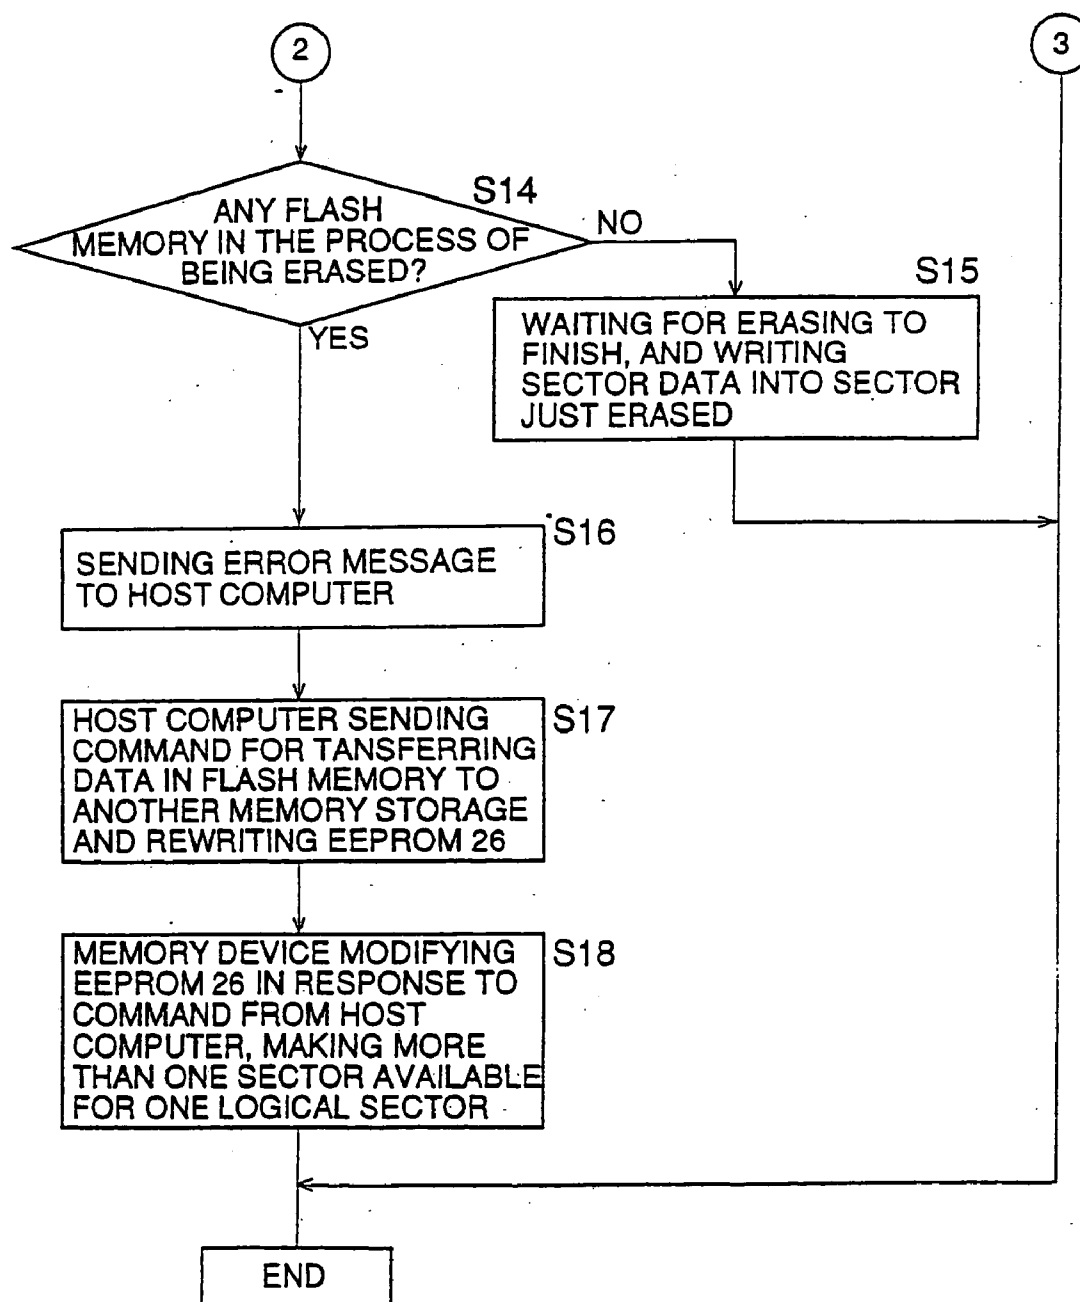 2
3
S14
ANY FLASH
MEMORY IN THE PROCESS OF
BEING ERASED?
NO
YES
S15
WAITING FOR ERASING TO
FINISH, AND WRITING
SECTOR DATA INTO SECTOR
JUST ERASED
S16
SENDING ERROR MESSAGE
TO HOST COMPUTER
S17
HOST COMPUTER SENDING
COMMAND FOR TANSFERRING
DATA IN FLASH MEMORY TO
ANOTHER MEMORY STORAGE
AND REWRITING EEPROM 26
S18
MEMORY DEVICE MODIFYING
EEPROM 26 IN RESPONSE TO
COMMAND FROM HOST
COMPUTER, MAKING MORE
THAN ONE SECTOR AVAILABLE
FOR ONE LOGICAL SECTOR
END